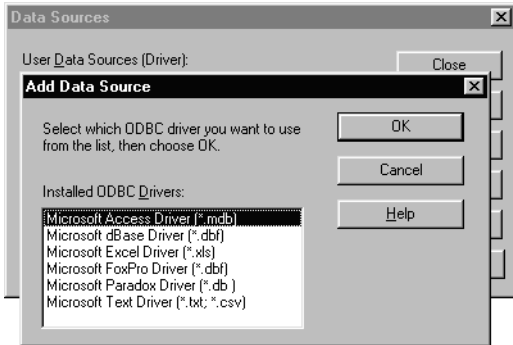 Data Sources
User Data Sources (Driver):
Close
Add Data Source
Select which ODBC driver you want to use
from the list, then choose OK.
OK
Cancel
Help
Installed ODBC Drivers:
Microsoft Access Driver (*.mdb)
Microsoft dBase Driver (*.dbf)
Microsoft Excel Driver (*.xls)
Microsoft FoxPro Driver (*.dbf)
Microsoft Paradox Driver (*.db )
Microsoft Text Driver (*.txt; *.csv)